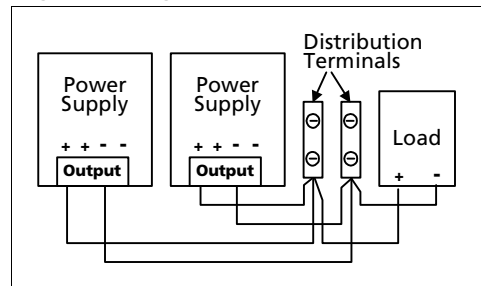 Distribution
Terminals
Power
Supply
+ + - -
Output
Power
Supply
+ + - -
Output
Load
+ -